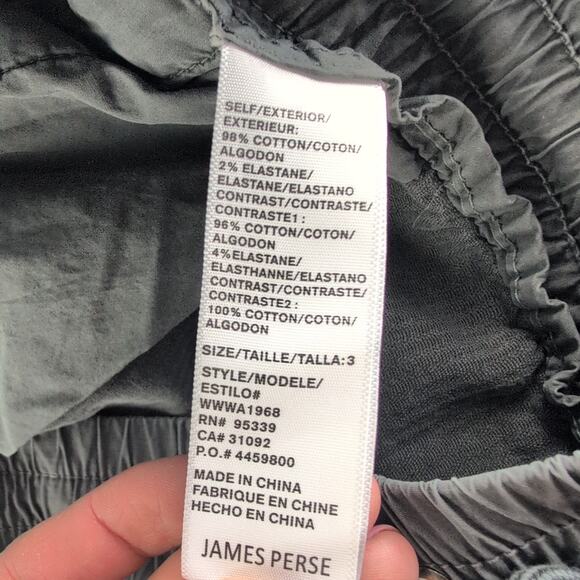 SELF/EXTERIOR/
EXTERIEUR:
98% COTTON/COTON/
ALGODON
2% ELASTANE/
ELASTANE/ELASTANO
CONTRAST/CONTRASTE/
CONTRASTE1 :
96% COTTON/COTON/
ALGODON
4%ELASTANE/
ELASTHANNE/ELASTANO
CONTRAST/CONTRASTE/
CONTRASTE2 :
100% COTTON/COTON/
ALGODON
SIZE/TAILLE/TALLA:3
STYLE/MODELE/
ESTILO#
WWWA1968
RN# 95339
CA# 31092
P.O.# 4459800
MADE IN CHINA
FABRIQUE EN CHINE
HECHO EN CHINA
JAMES PERSE